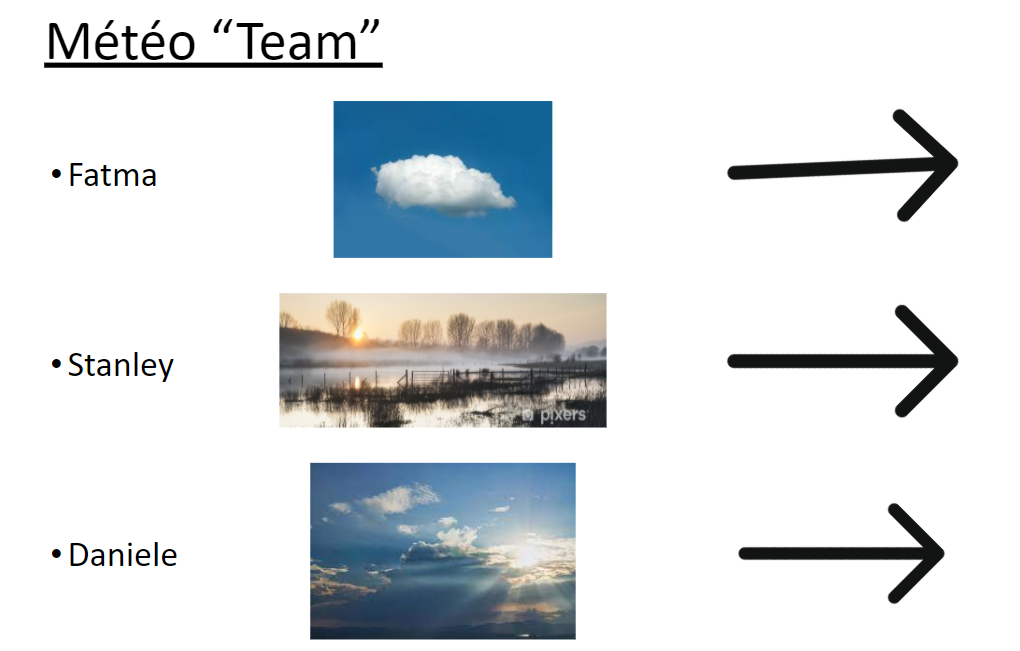 Météo “Team”
• Fatma
• Stanley
pixers
• Daniele